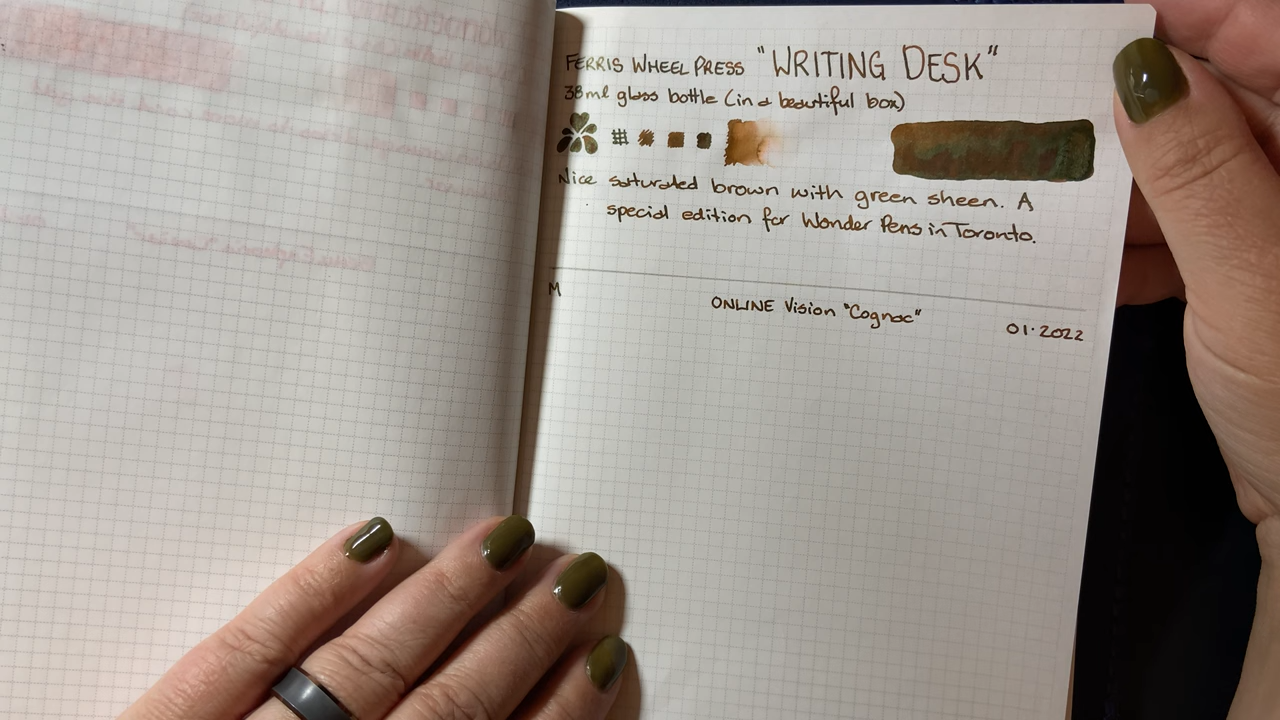 FERRIS WHEEL PRESS "WRITING DESK"
38ml glass bottle (in a beautiful box)
Nice saturated brown with green sheen. A
special edition for Wonder Pens in Toronto.
M ONLINE Vision "Cognac" 01·2022